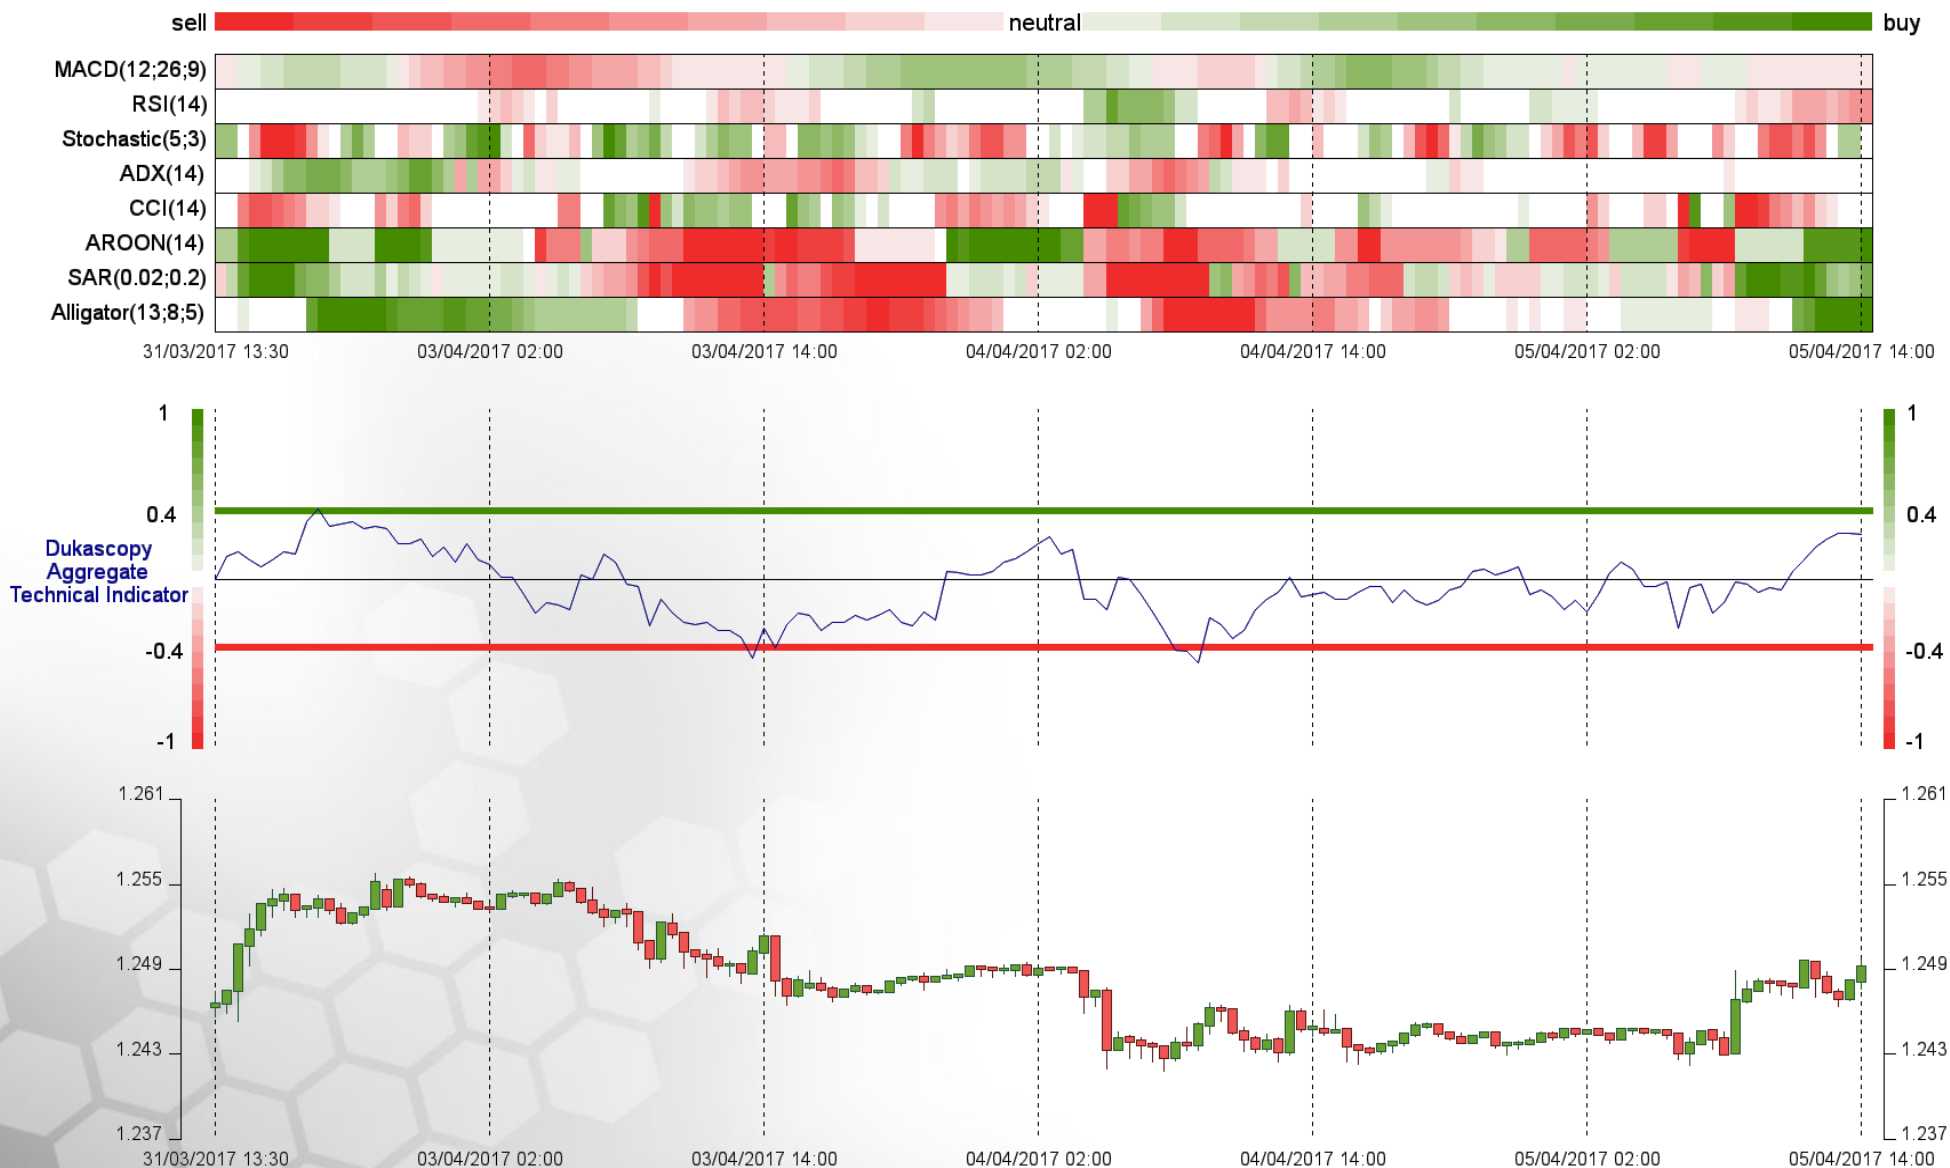 sell neutral buy
MACD(12;26;9)
RSI(14)
Stochastic(5;3)
ADX(14)
CCI(14)
AROON(14)
SAR(0.02;0.2)
Alligator(13;8;5)
31/03/2017 13:30 03/04/2017 02:00 03/04/2017 14:00 04/04/2017 02:00 04/04/2017 14:00 05/04/2017 02:00 05/04/2017 14:00
1 1
0.4 0.4
Dukascopy
Aggregate
Technical Indicator
-0.4 -0.4
-1 -1
1.261 1.261
1.255 1.255
1.249 1.249
1.243 1.243
1.237 1.237
31/03/2017 13:30 03/04/2017 02:00 03/04/2017 14:00 04/04/2017 02:00 04/04/2017 14:00 05/04/2017 02:00 05/04/2017 14:00